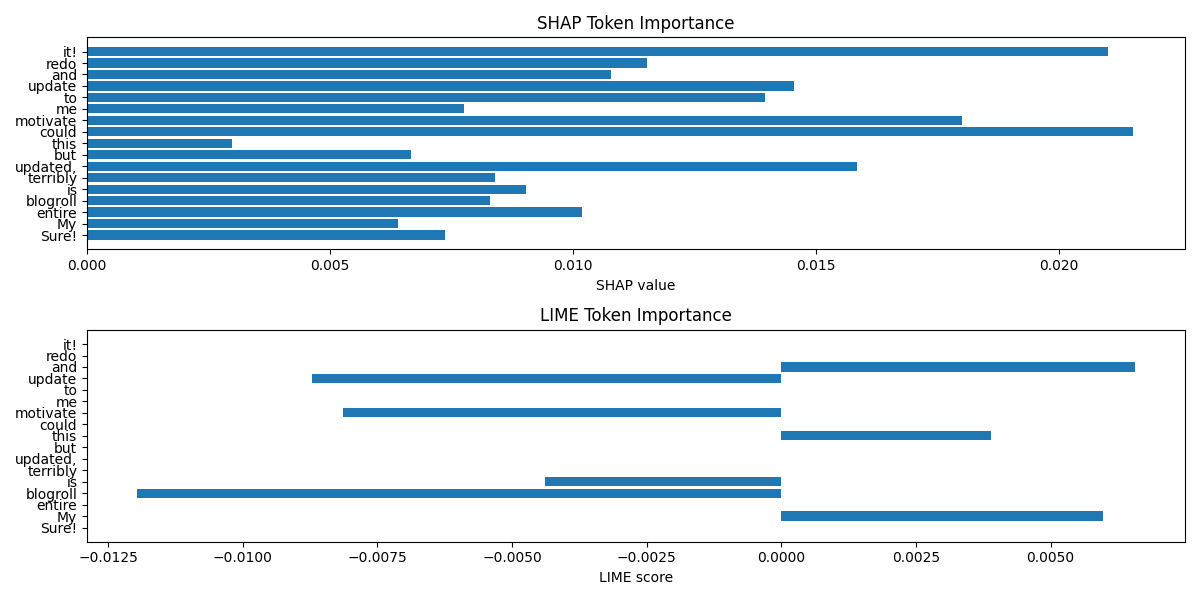 SHAP Token Importance
it!
redo
and
update
to
me
motivate
could
this
but
updated,
terribly
is
blogroll
entire
My
Sure!
0.000 0.005 0.010 0.015 0.020
SHAP value
LIME Token Importance
it!
redo
and
update
to
me
motivate
could
this
but
updated,
terribly
is
blogroll
entire
My
Sure!
−0.0125 −0.0100 −0.0075 −0.0050 −0.0025 0.0000 0.0025 0.0050
LIME score